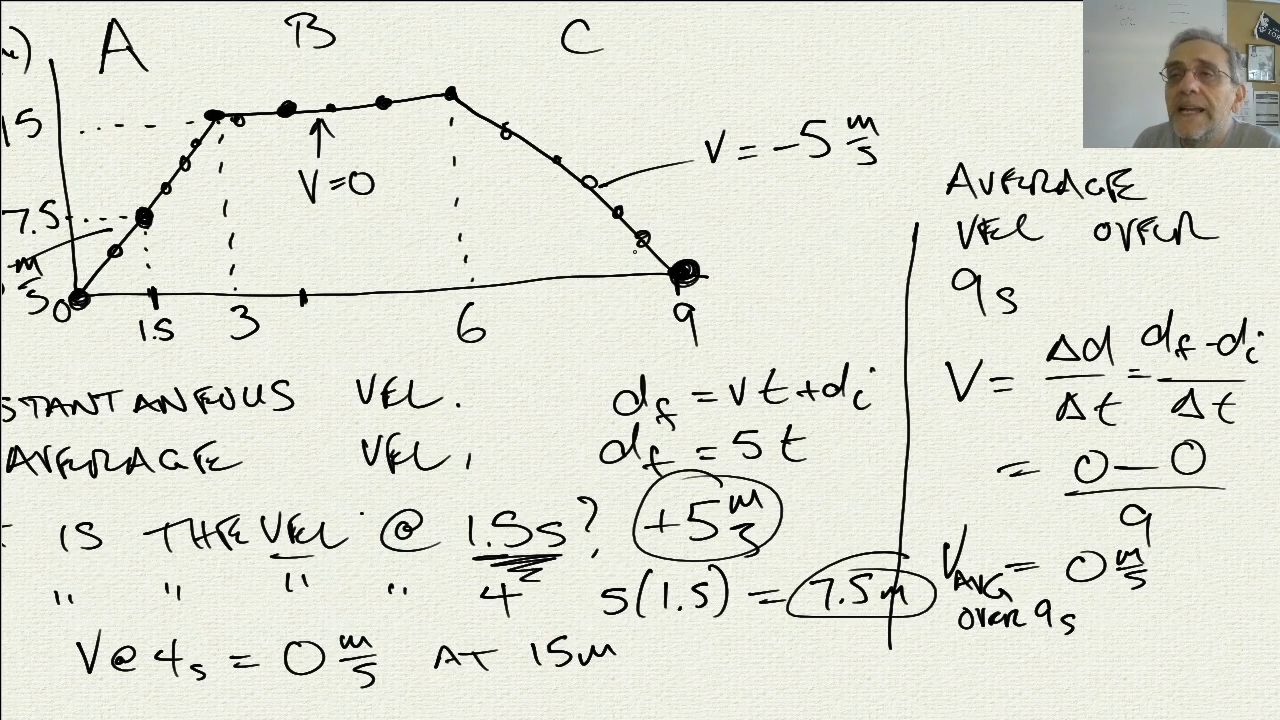 A B C
15
V=0
V = -5 m/s
7.5
m/s
0 1.5 3 6 9
STANTANEOUS VEL.
AVERAGE VEL.
IS THE VEL @ 1.5s? +5 m/s
" " " " 4 5(1.5) = 7.5m
V@4s = 0 m/s AT 15m
df = vt+di
df = 5t
AVERAGE
VEL OVER
9s
V = Δd/Δt = df-di/Δt
= 0-0/9
VAVG = 0 m/s
OVER 9s